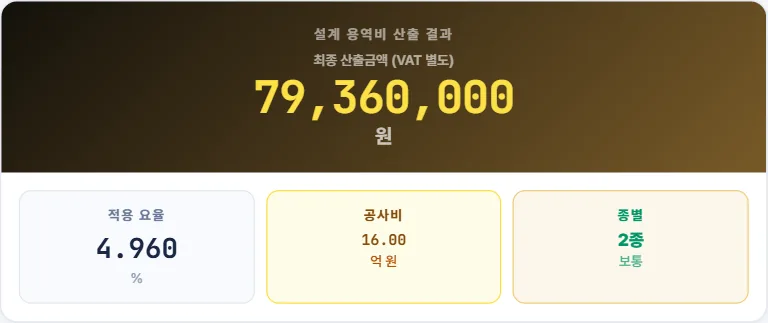 설계 용역비 산출 결과
최종 산출금액 (VAT 별도)
79,360,000
원
적용 요율
4.960
%
공사비
16.00
억 원
종별
2종
보통